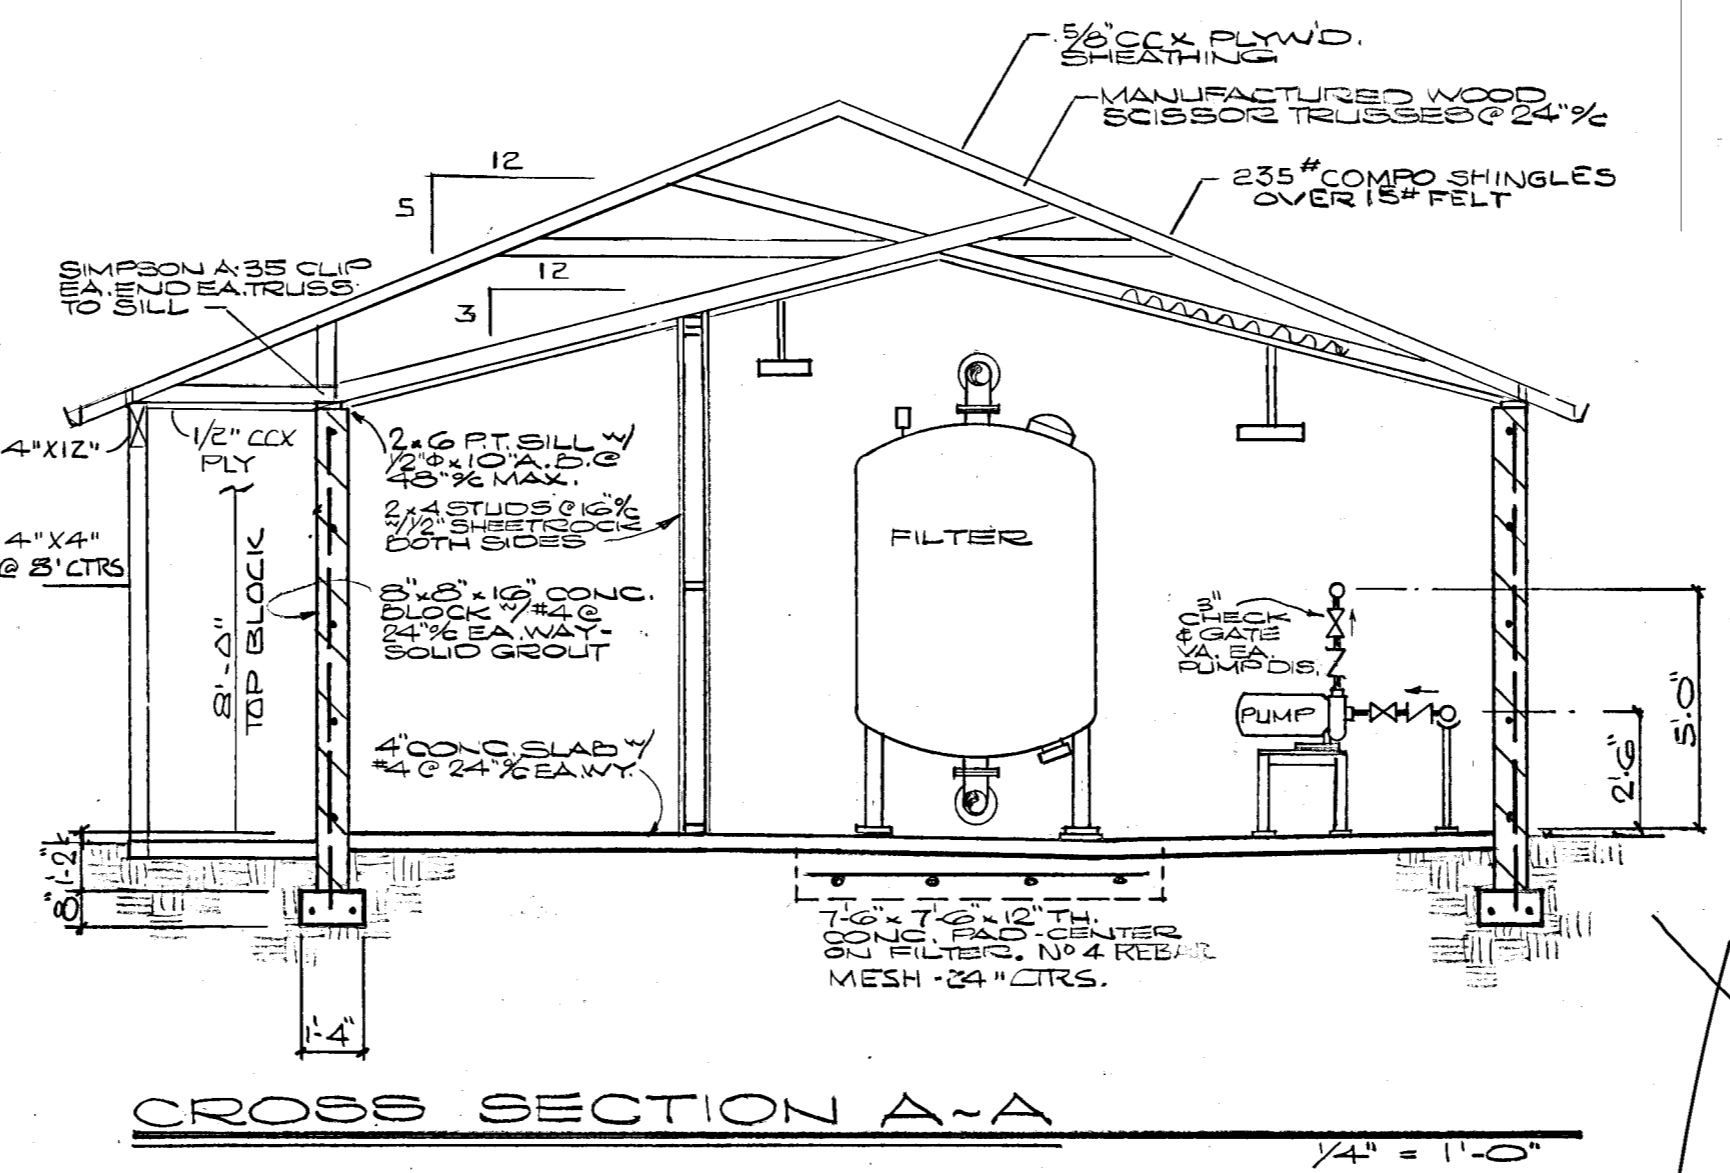 5/8" CCX PLYW'D.
SHEATHING
MANUFACTURED WOOD
SCISSOR TRUSSES @ 24" o/c
235# COMPO SHINGLES
OVER 15# FELT
12
5
12
3
SIMPSON A-35 CLIP
EA. END EA. TRUSS
TO SILL
4"X12"
1/2" CCX
PLY
2x6 P.T. SILL w/
1/2"Φ x 10" A.B. @
48" o/c MAX.
2x4 STUDS @ 16" o/c
w/ 1/2" SHEETROCK
BOTH SIDES
4"X4"
@ 8' CTRS
8'-0"
TOP BLOCK
8"x8"x16" CONC.
BLOCK w/ #4 @
24" o/c EA. WAY-
SOLID GROUT
4" CONC. SLAB w/
#4 @ 24" o/c EA. WY.
FILTER
3"
CHECK
& GATE
VA. EA.
PUMP DIS.
PUMP
5'-0"
2'-6"
1'-2"
8"
7'-6" x 7'-6" x 12" TH.
CONC. PAD - CENTER
ON FILTER. Nº 4 REBAR
MESH - 24" CTRS.
1'-4"
CROSS SECTION A-A
1/4" = 1'-0"